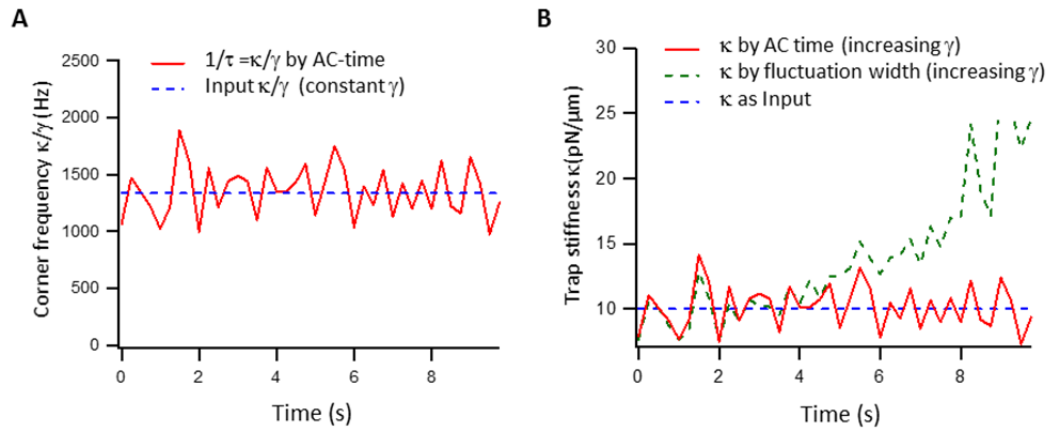 A
1/τ =κ/γ by AC-time
Input κ/γ (constant γ)
Corner frequency κ/γ (Hz)
2500
2000
1500
1000
500
0
0 2 4 6 8
Time (s)
B
κ by AC time (increasing γ)
κ by fluctuation width (increasing γ)
κ as Input
Trap stiffness κ(pN/μm)
30
25
20
15
10
0 2 4 6 8
Time (s)